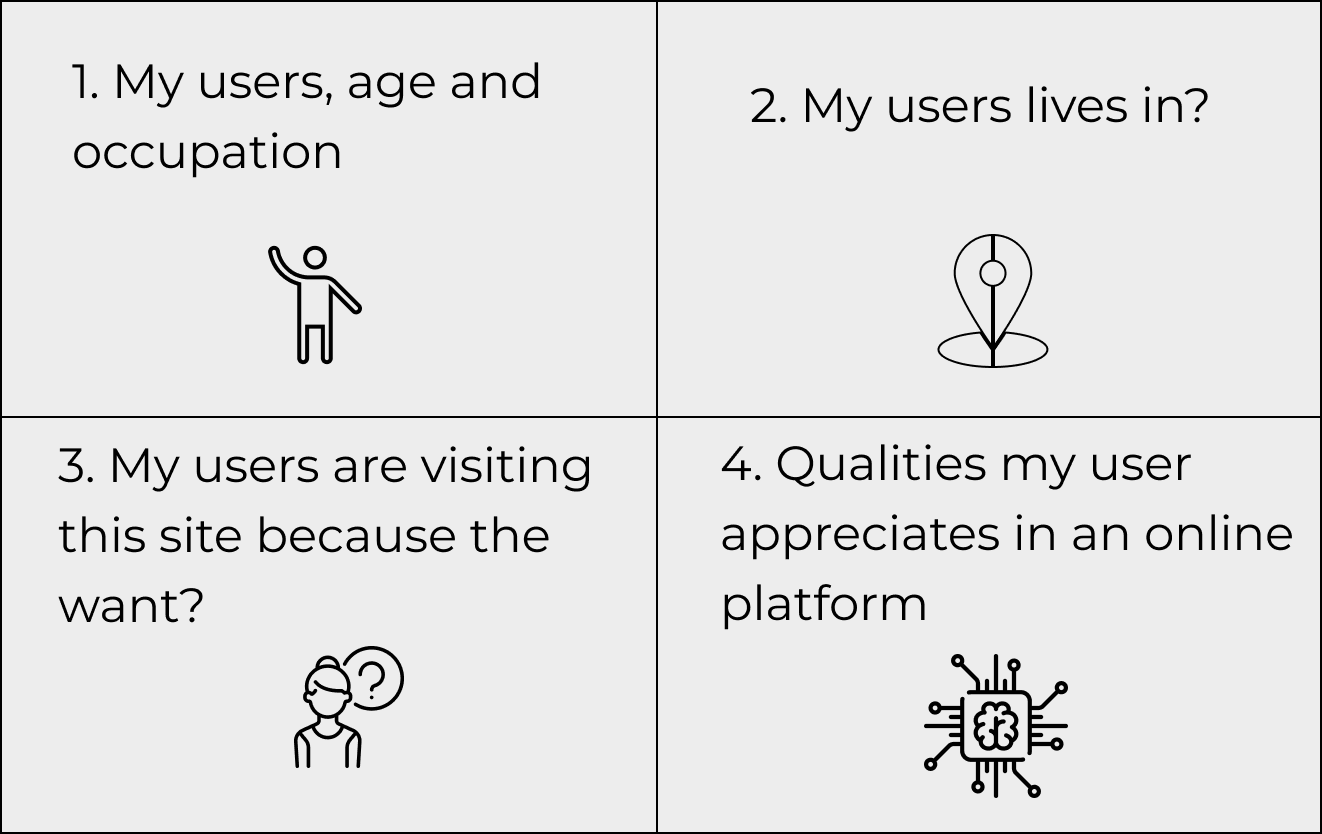 1. My users, age and
occupation
2. My users lives in?
3. My users are visiting
this site because the
want?
?
4. Qualities my user
appreciates in an online
platform